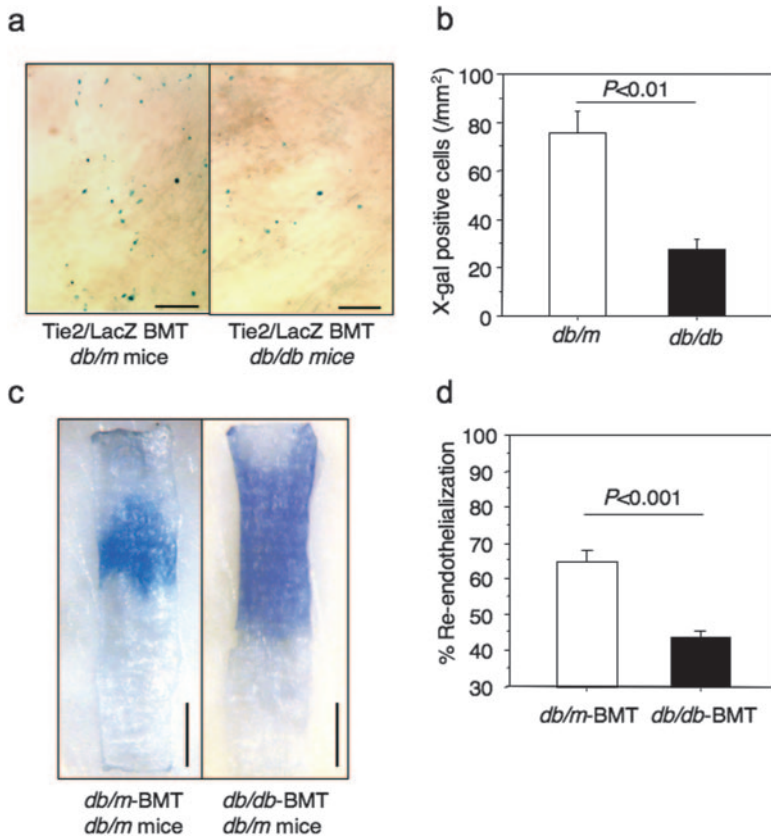 a
Tie2/LacZ BMT
db/m mice
Tie2/LacZ BMT
db/db mice
b
X-gal positive cells (/mm²)
100
80
60
40
20
0
P<0.01
db/m
db/db
c
db/m-BMT
db/m mice
db/db-BMT
db/m mice
d
% Re-endothelialization
100
90
80
70
60
50
40
30
P<0.001
db/m-BMT
db/db-BMT